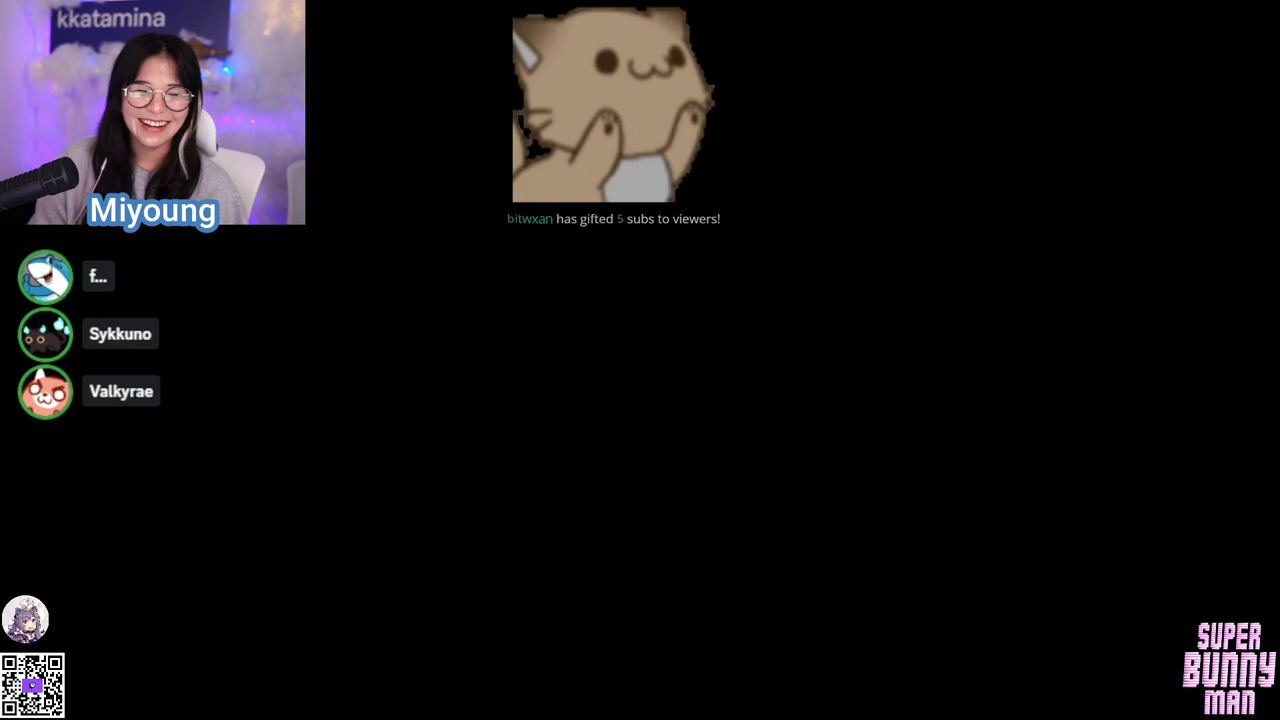 kkatamina
Miyoung
bitwxan has gifted 5 subs to viewers!
f...
Sykkuno
Valkyrae
SUPER
BUNNY
MAN